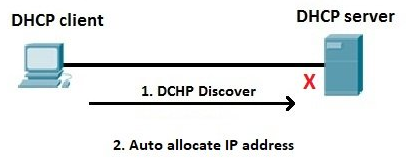 DHCP client
DHCP server
X
1. DCHP Discover
2. Auto allocate IP address